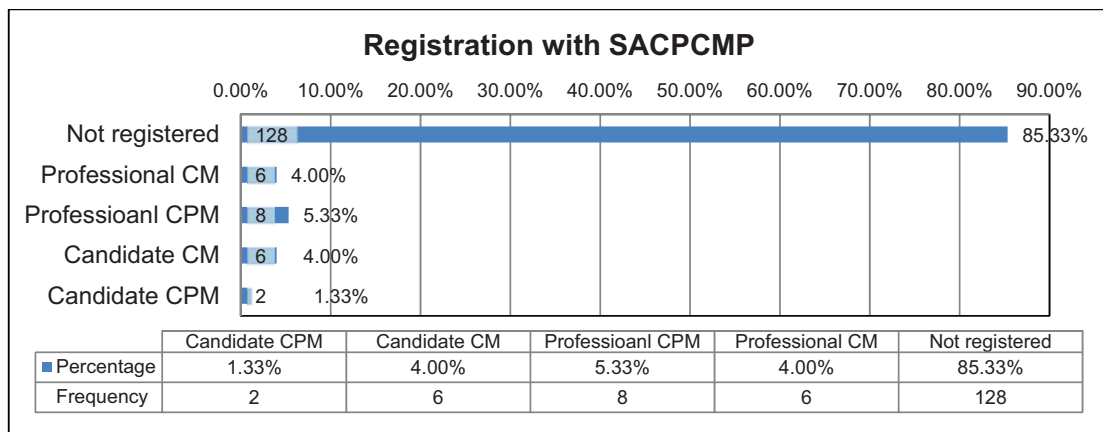 Registration with SACPCMP
0.00% 10.00% 20.00% 30.00% 40.00% 50.00% 60.00% 70.00% 80.00% 90.00%
Not registered 128 85.33%
Professional CM 6 4.00%
Professioanl CPM 8 5.33%
Candidate CM 6 4.00%
Candidate CPM 2 1.33%
Candidate CPM Candidate CM Professioanl CPM Professional CM Not registered
Percentage 1.33% 4.00% 5.33% 4.00% 85.33%
Frequency 2 6 8 6 128